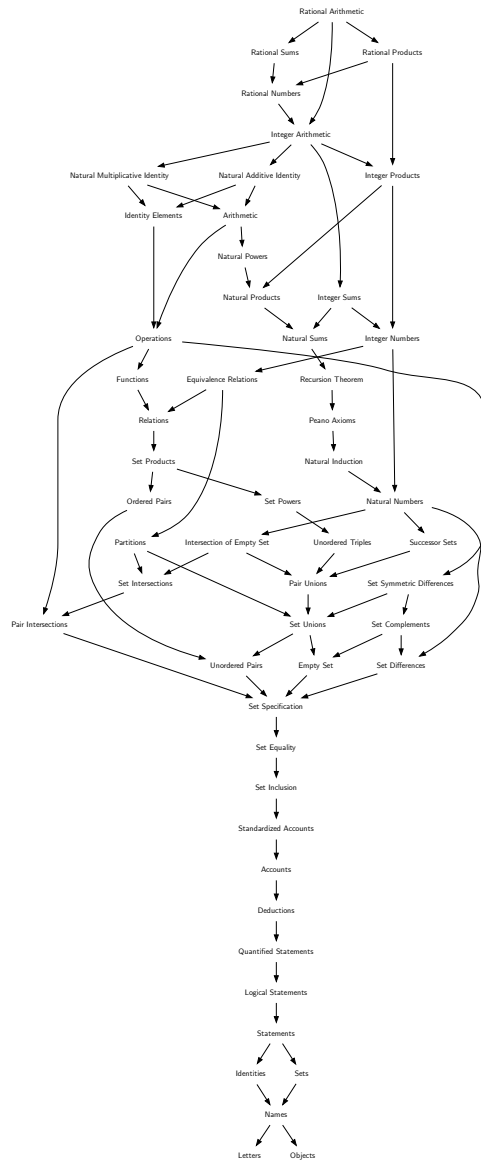 Rational Arithmetic
Rational Sums
Rational Products
Rational Numbers
Integer Arithmetic
Natural Multiplicative Identity
Natural Additive Identity
Integer Products
Identity Elements
Arithmetic
Natural Powers
Natural Products
Integer Sums
Operations
Natural Sums
Integer Numbers
Functions
Equivalence Relations
Recursion Theorem
Relations
Peano Axioms
Set Products
Natural Induction
Ordered Pairs
Set Powers
Natural Numbers
Partitions
Intersection of Empty Set
Unordered Triples
Successor Sets
Set Intersections
Pair Unions
Set Symmetric Differences
Pair Intersections
Set Unions
Set Complements
Unordered Pairs
Empty Set
Set Differences
Set Specification
Set Equality
Set Inclusion
Standardized Accounts
Accounts
Deductions
Quantified Statements
Logical Statements
Statements
Identities
Sets
Names
Letters
Objects